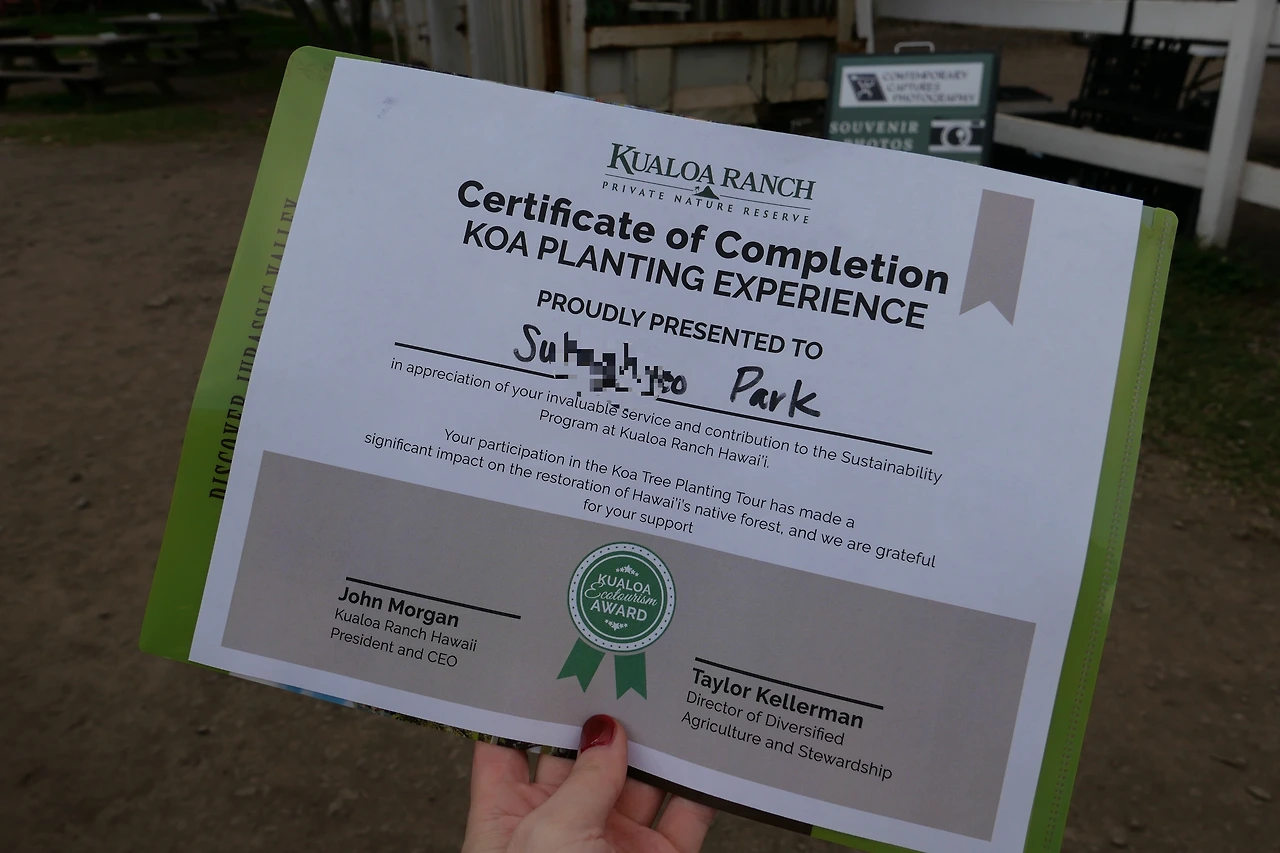 CONTEMPORARY
CAPTURES
PHOTOGRAPHY
SOUVENIR
PHOTOS
DISCOVER JURASSIC VALLEY
KUALOA RANCH
PRIVATE NATURE RESERVE
Certificate of Completion
KOA PLANTING EXPERIENCE
PROUDLY PRESENTED TO
Park
in appreciation of your invaluable service and contribution to the Sustainability
Program at Kualoa Ranch Hawai'i.
Your participation in the Koa Tree Planting Tour has made a
significant impact on the restoration of Hawai'i's native forest, and we are grateful
for your support
KUALOA
Ecotourism
AWARD
John Morgan
Kualoa Ranch Hawaii
President and CEO
Taylor Kellerman
Director of Diversified
Agriculture and Stewardship